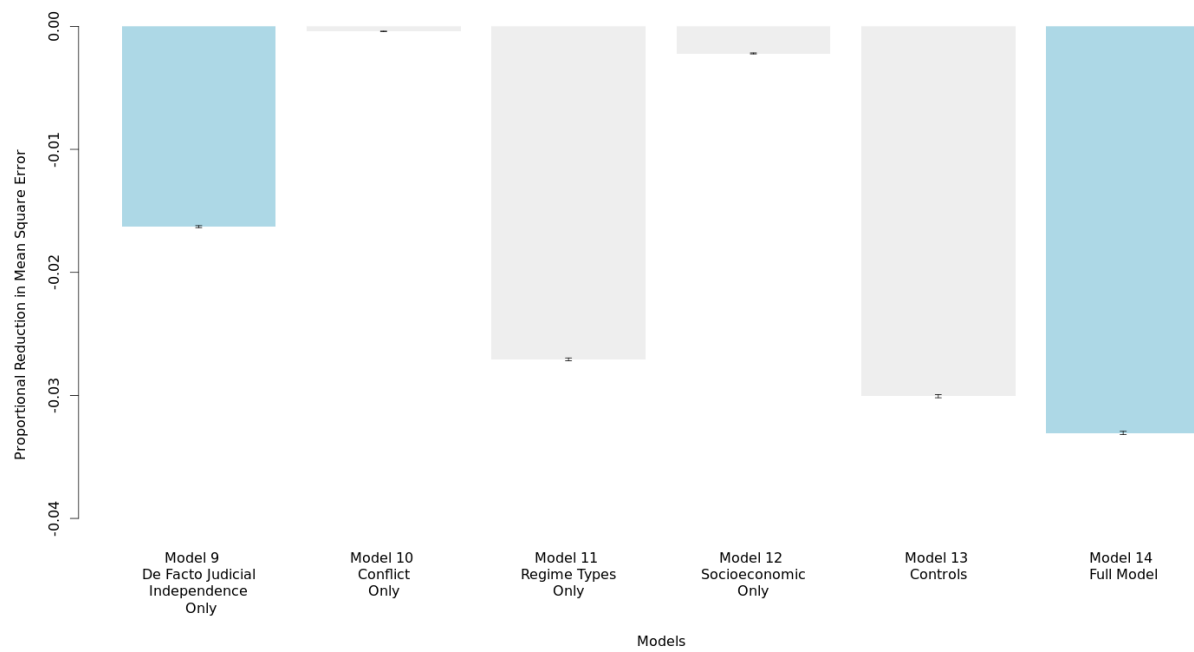 Proportional Reduction in Mean Square Error
0.00
-0.01
-0.02
-0.03
-0.04
Model 9
De Facto Judicial
Independence
Only
Model 10
Conflict
Only
Model 11
Regime Types
Only
Model 12
Socioeconomic
Only
Model 13
Controls
Model 14
Full Model
Models